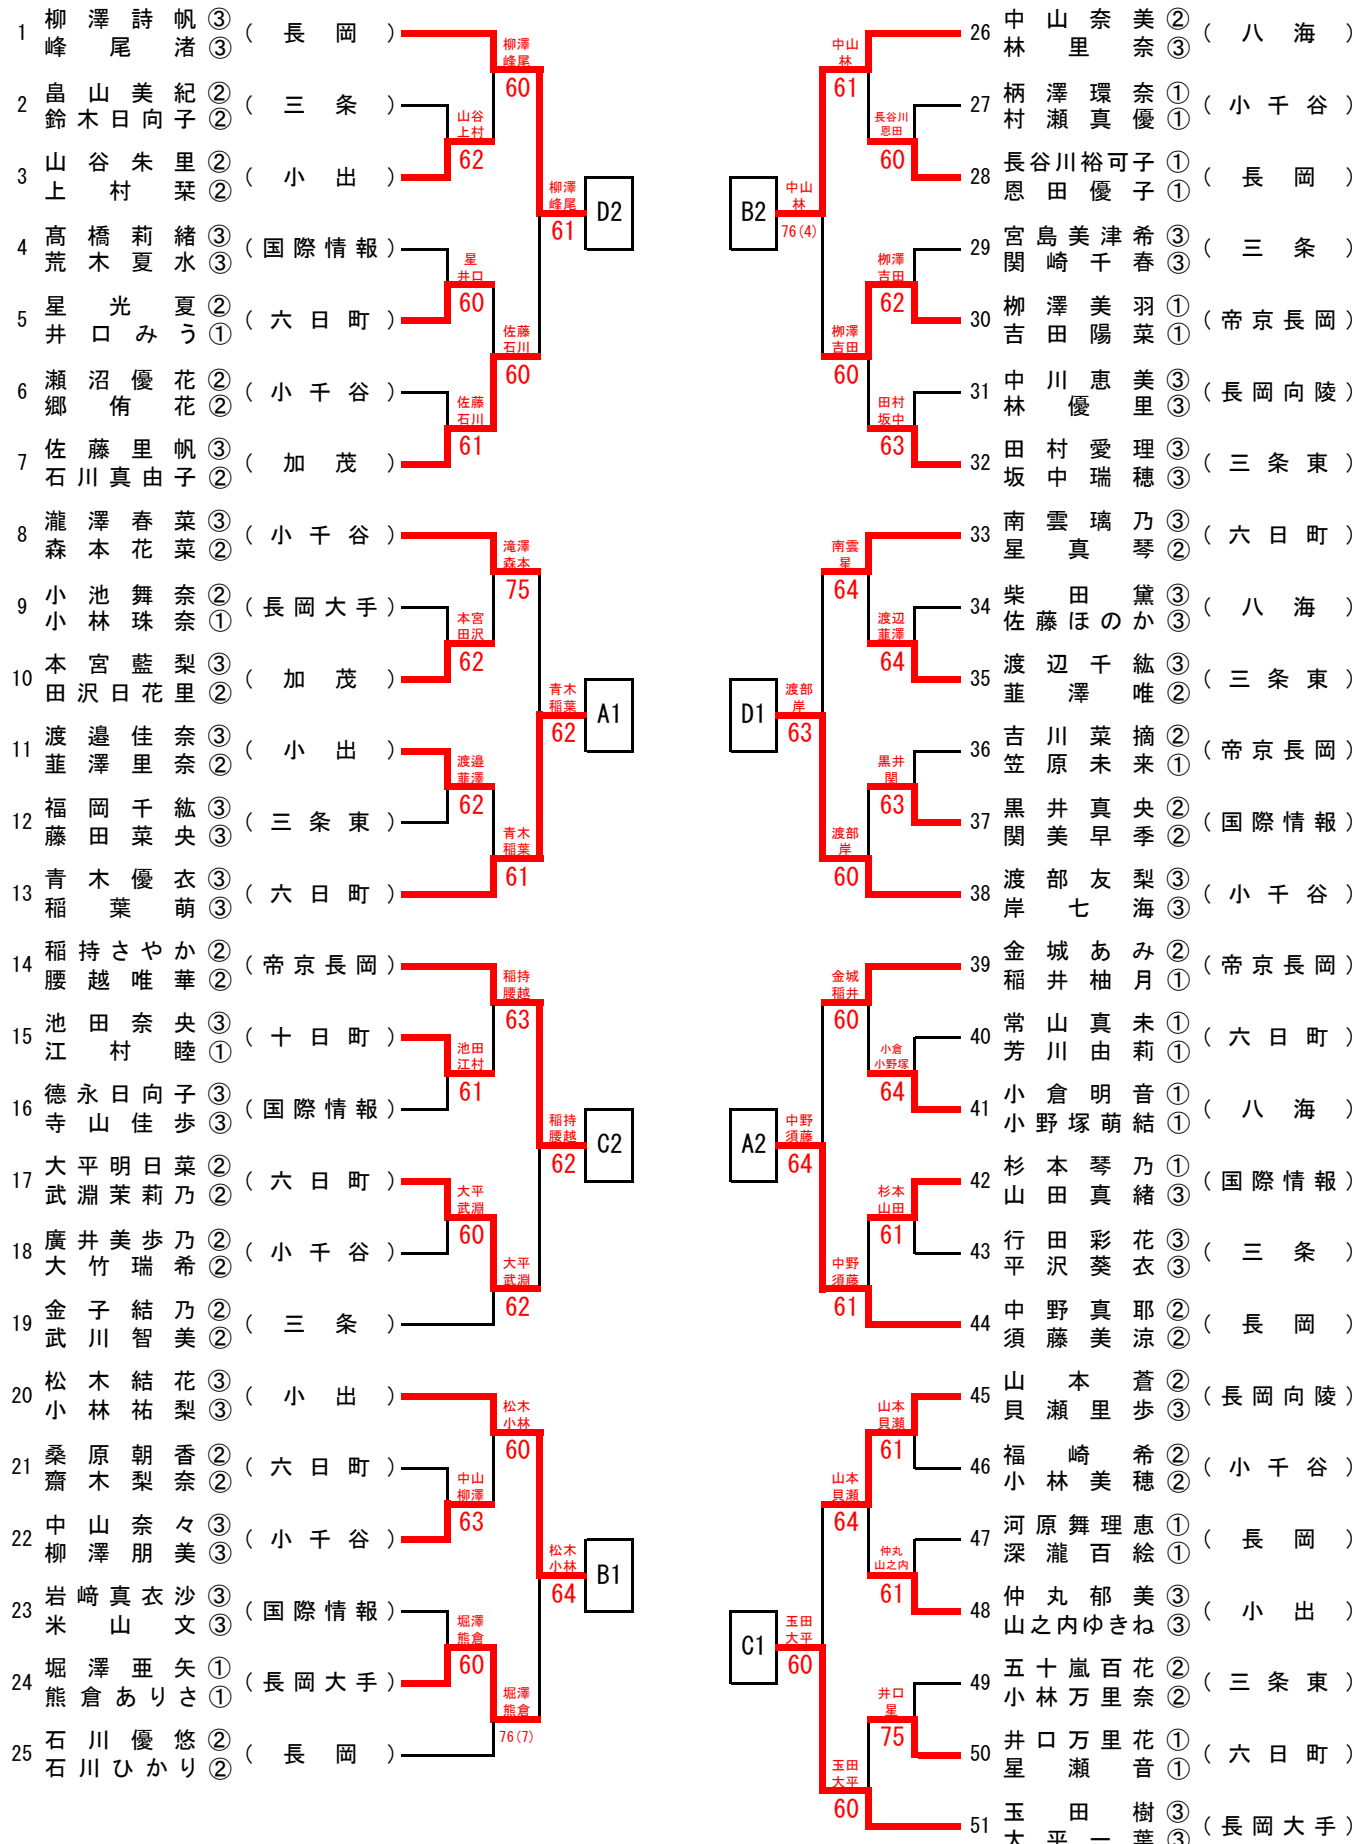 1 柳澤詩帆③ 峰尾渚③ (長岡)
2 畠山美紀② 鈴木日向子② (三条)
3 山谷朱里② 上村栞② (小出)
4 髙橋莉緒③ 荒木夏水③ (国際情報)
5 星光夏② 井口みう① (六日町)
6 瀬沼優花② 郷侑花② (小千谷)
7 佐藤里帆③ 石川真由子② (加茂)
8 瀧澤春菜③ 森本花菜② (小千谷)
9 小池舞奈② 小林珠奈① (長岡大手)
10 本宮藍梨③ 田沢日花里② (加茂)
11 渡邉佳奈③ 韮澤里奈② (小出)
12 福岡千紘③ 藤田菜央③ (三条東)
13 青木優衣③ 稲葉萌③ (六日町)
14 稲持さやか② 腰越唯華② (帝京長岡)
15 池田奈央③ 江村睦① (十日町)
16 德永日向子③ 寺山佳歩③ (国際情報)
17 大平明日菜② 武淵茉莉乃② (六日町)
18 廣井美歩乃② 大竹瑞希② (小千谷)
19 金子結乃② 武川智美② (三条)
20 松木結花③ 小林祐梨③ (小出)
21 桑原朝香② 齋木梨奈② (六日町)
22 中山奈々③ 柳澤朋美③ (小千谷)
23 岩﨑真衣沙③ 米山文③ (国際情報)
24 堀澤亜矢① 熊倉ありさ① (長岡大手)
25 石川優悠② 石川ひかり② (長岡)
柳澤 峰尾 60
山谷 上村 62
柳澤 峰尾 61
D2
星 井口 60
佐藤 石川 60
佐藤 石川 61
滝澤 森本 75
本宮 田沢 62
青木 稲葉 62
A1
渡邉 韮澤 62
青木 稲葉 61
稲持 腰越 63
池田 江村 61
稲持 腰越 62
C2
大平 武淵 60
大平 武淵 62
松木 小林 60
中山 柳澤 63
松木 小林 64
B1
堀澤 熊倉 60
堀澤 熊倉 76(7)
26 中山奈美② 林里奈③ (八海)
27 柄澤環奈① 村瀬真優① (小千谷)
28 長谷川裕可子① 恩田優子① (長岡)
29 宮島美津希③ 関崎千春③ (三条)
30 栁澤美羽① 吉田陽菜① (帝京長岡)
31 中川恵美③ 林優里③ (長岡向陵)
32 田村愛理③ 坂中瑞穂③ (三条東)
33 南雲璃乃③ 星真琴② (六日町)
34 柴田黛③ 佐藤ほのか③ (八海)
35 渡辺千紘③ 韮澤唯② (三条東)
36 吉川菜摘② 笠原未来① (帝京長岡)
37 黒井真央② 関美早季② (国際情報)
38 渡部友梨③ 岸七海③ (小千谷)
39 金城あみ② 稲井柚月① (帝京長岡)
40 常山真未① 芳川由莉① (六日町)
41 小倉明音① 小野塚萌結① (八海)
42 杉本琴乃① 山田真緒③ (国際情報)
43 行田彩花③ 平沢葵衣③ (三条)
44 中野真耶② 須藤美涼② (長岡)
45 山本蒼② 貝瀬里歩③ (長岡向陵)
46 福崎希② 小林美穂② (小千谷)
47 河原舞理恵① 深瀧百絵① (長岡)
48 仲丸郁美③ 山之内ゆきね③ (小出)
49 五十嵐百花② 小林万里奈② (三条東)
50 井口万里花① 星瀬音① (六日町)
51 玉田樹③ 大平一葉③ (長岡大手)
中山 林 61
長谷川 恩田 60
B2
中山 林 76(4)
栁澤 吉田 62
栁澤 吉田 60
田村 坂中 63
南雲 星 64
渡辺 韮澤 64
D1
渡部 岸 63
黒井 関 63
渡部 岸 60
金城 稲井 60
小倉 小野塚 64
A2
中野 須藤 64
杉本 山田 61
中野 須藤 61
山本 貝瀬 61
山本 貝瀬 64
仲丸 山之内 61
C1
玉田 大平 60
井口 星 75
玉田 大平 60